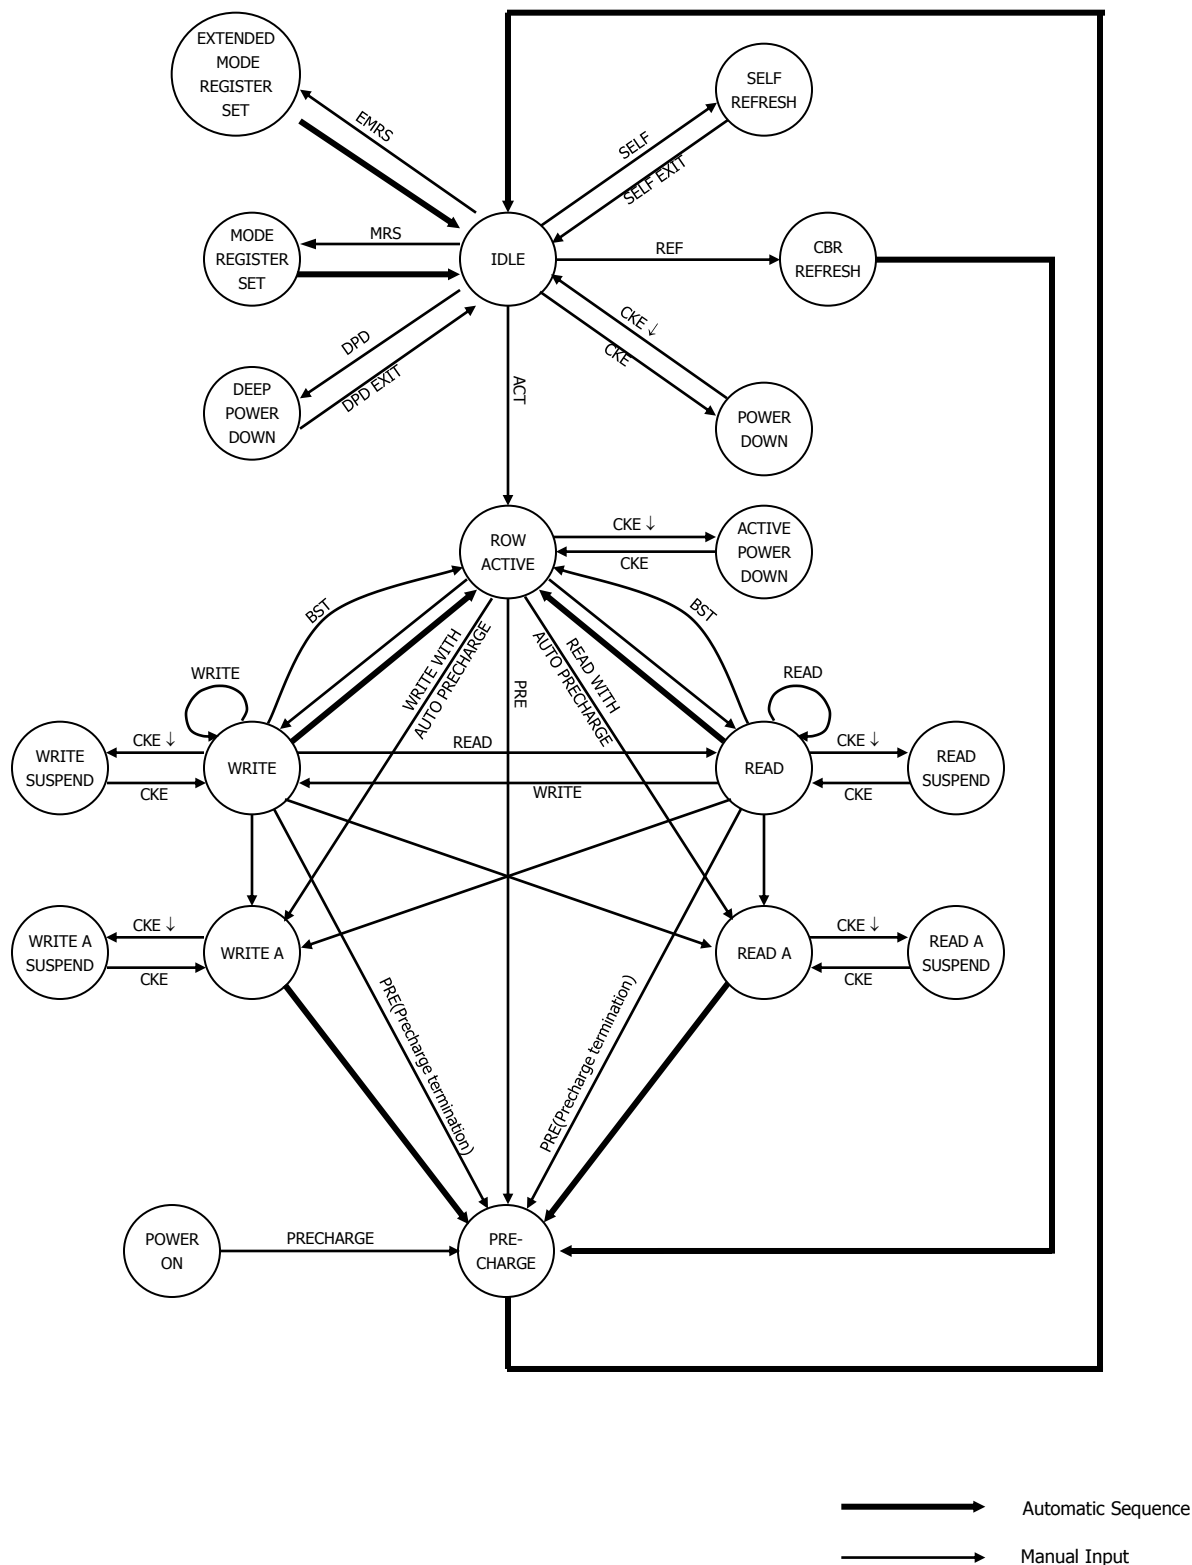 EXTENDED
MODE
REGISTER
SET
EMRS
SELF
REFRESH
SELF
SELF EXIT
MODE
REGISTER
SET
MRS
IDLE
REF
CBR
REFRESH
DPD
DPD EXIT
CKE ↓
CKE
ACT
DEEP
POWER
DOWN
POWER
DOWN
ROW
ACTIVE
CKE ↓
CKE
ACTIVE
POWER
DOWN
BST
BST
WRITE WITH
AUTO PRECHARGE
PRE
READ WITH
AUTO PRECHARGE
WRITE
READ
WRITE
SUSPEND
CKE ↓
CKE
WRITE
READ
WRITE
READ
CKE ↓
CKE
READ
SUSPEND
WRITE A
SUSPEND
CKE ↓
CKE
WRITE A
READ A
CKE ↓
CKE
READ A
SUSPEND
PRE(Precharge termination)
PRE(Precharge termination)
POWER
ON
PRECHARGE
PRE-
CHARGE
Automatic Sequence
Manual Input